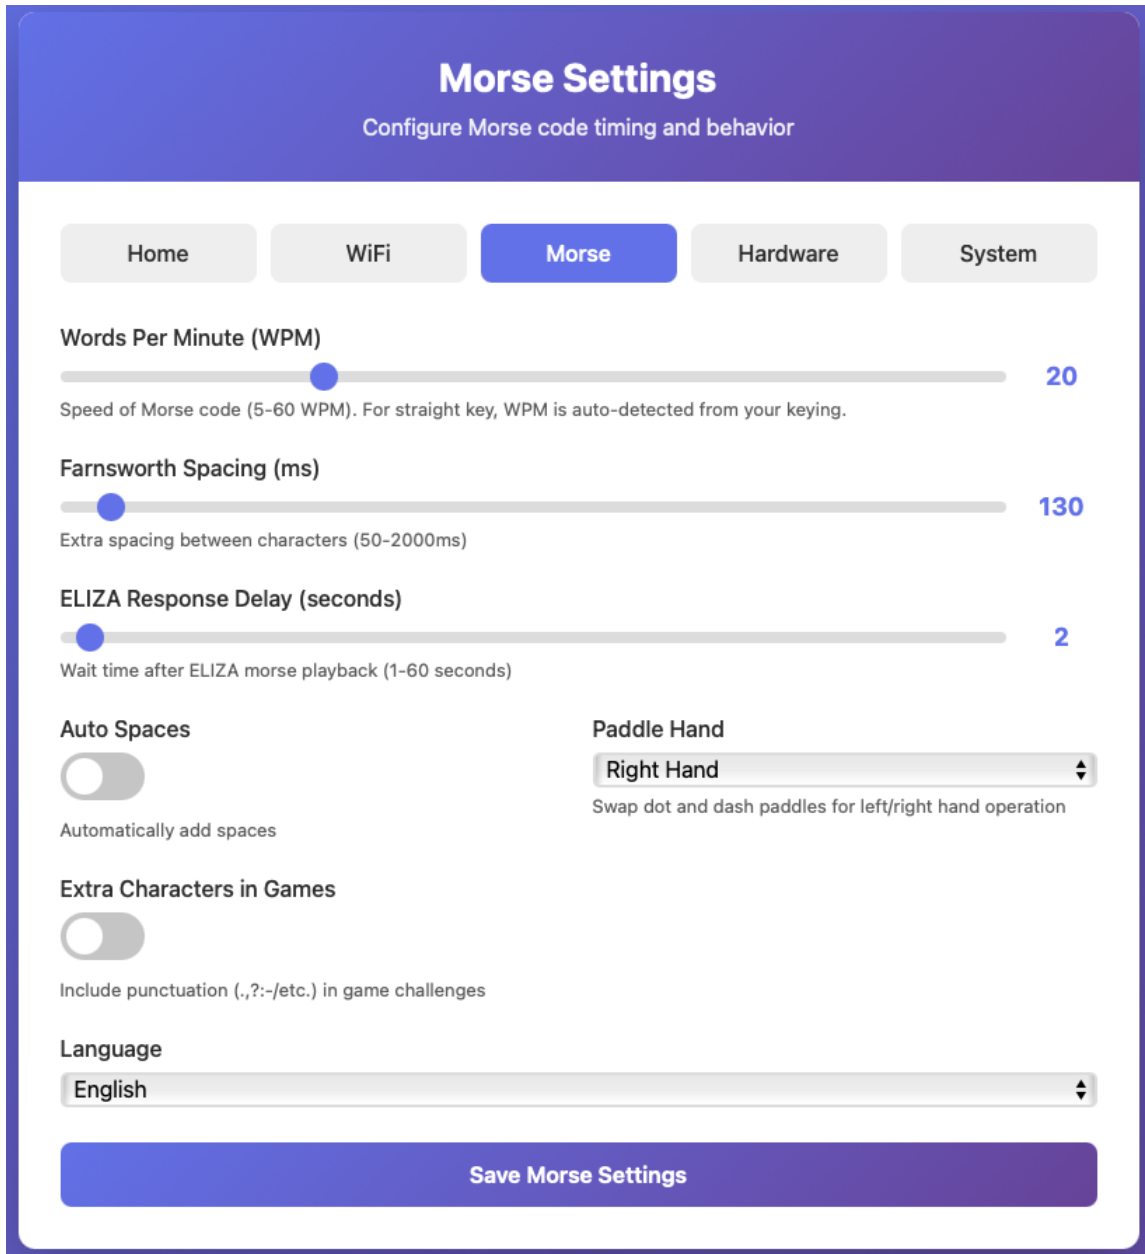 Morse Settings
Configure Morse code timing and behavior
Home WiFi Morse Hardware System
Words Per Minute (WPM)
20
Speed of Morse code (5-60 WPM). For straight key, WPM is auto-detected from your keying.
Farnsworth Spacing (ms)
130
Extra spacing between characters (50-2000ms)
ELIZA Response Delay (seconds)
2
Wait time after ELIZA morse playback (1-60 seconds)
Auto Spaces
Automatically add spaces
Paddle Hand
Right Hand
Swap dot and dash paddles for left/right hand operation
Extra Characters in Games
Include punctuation (.,?:-/etc.) in game challenges
Language
English
Save Morse Settings